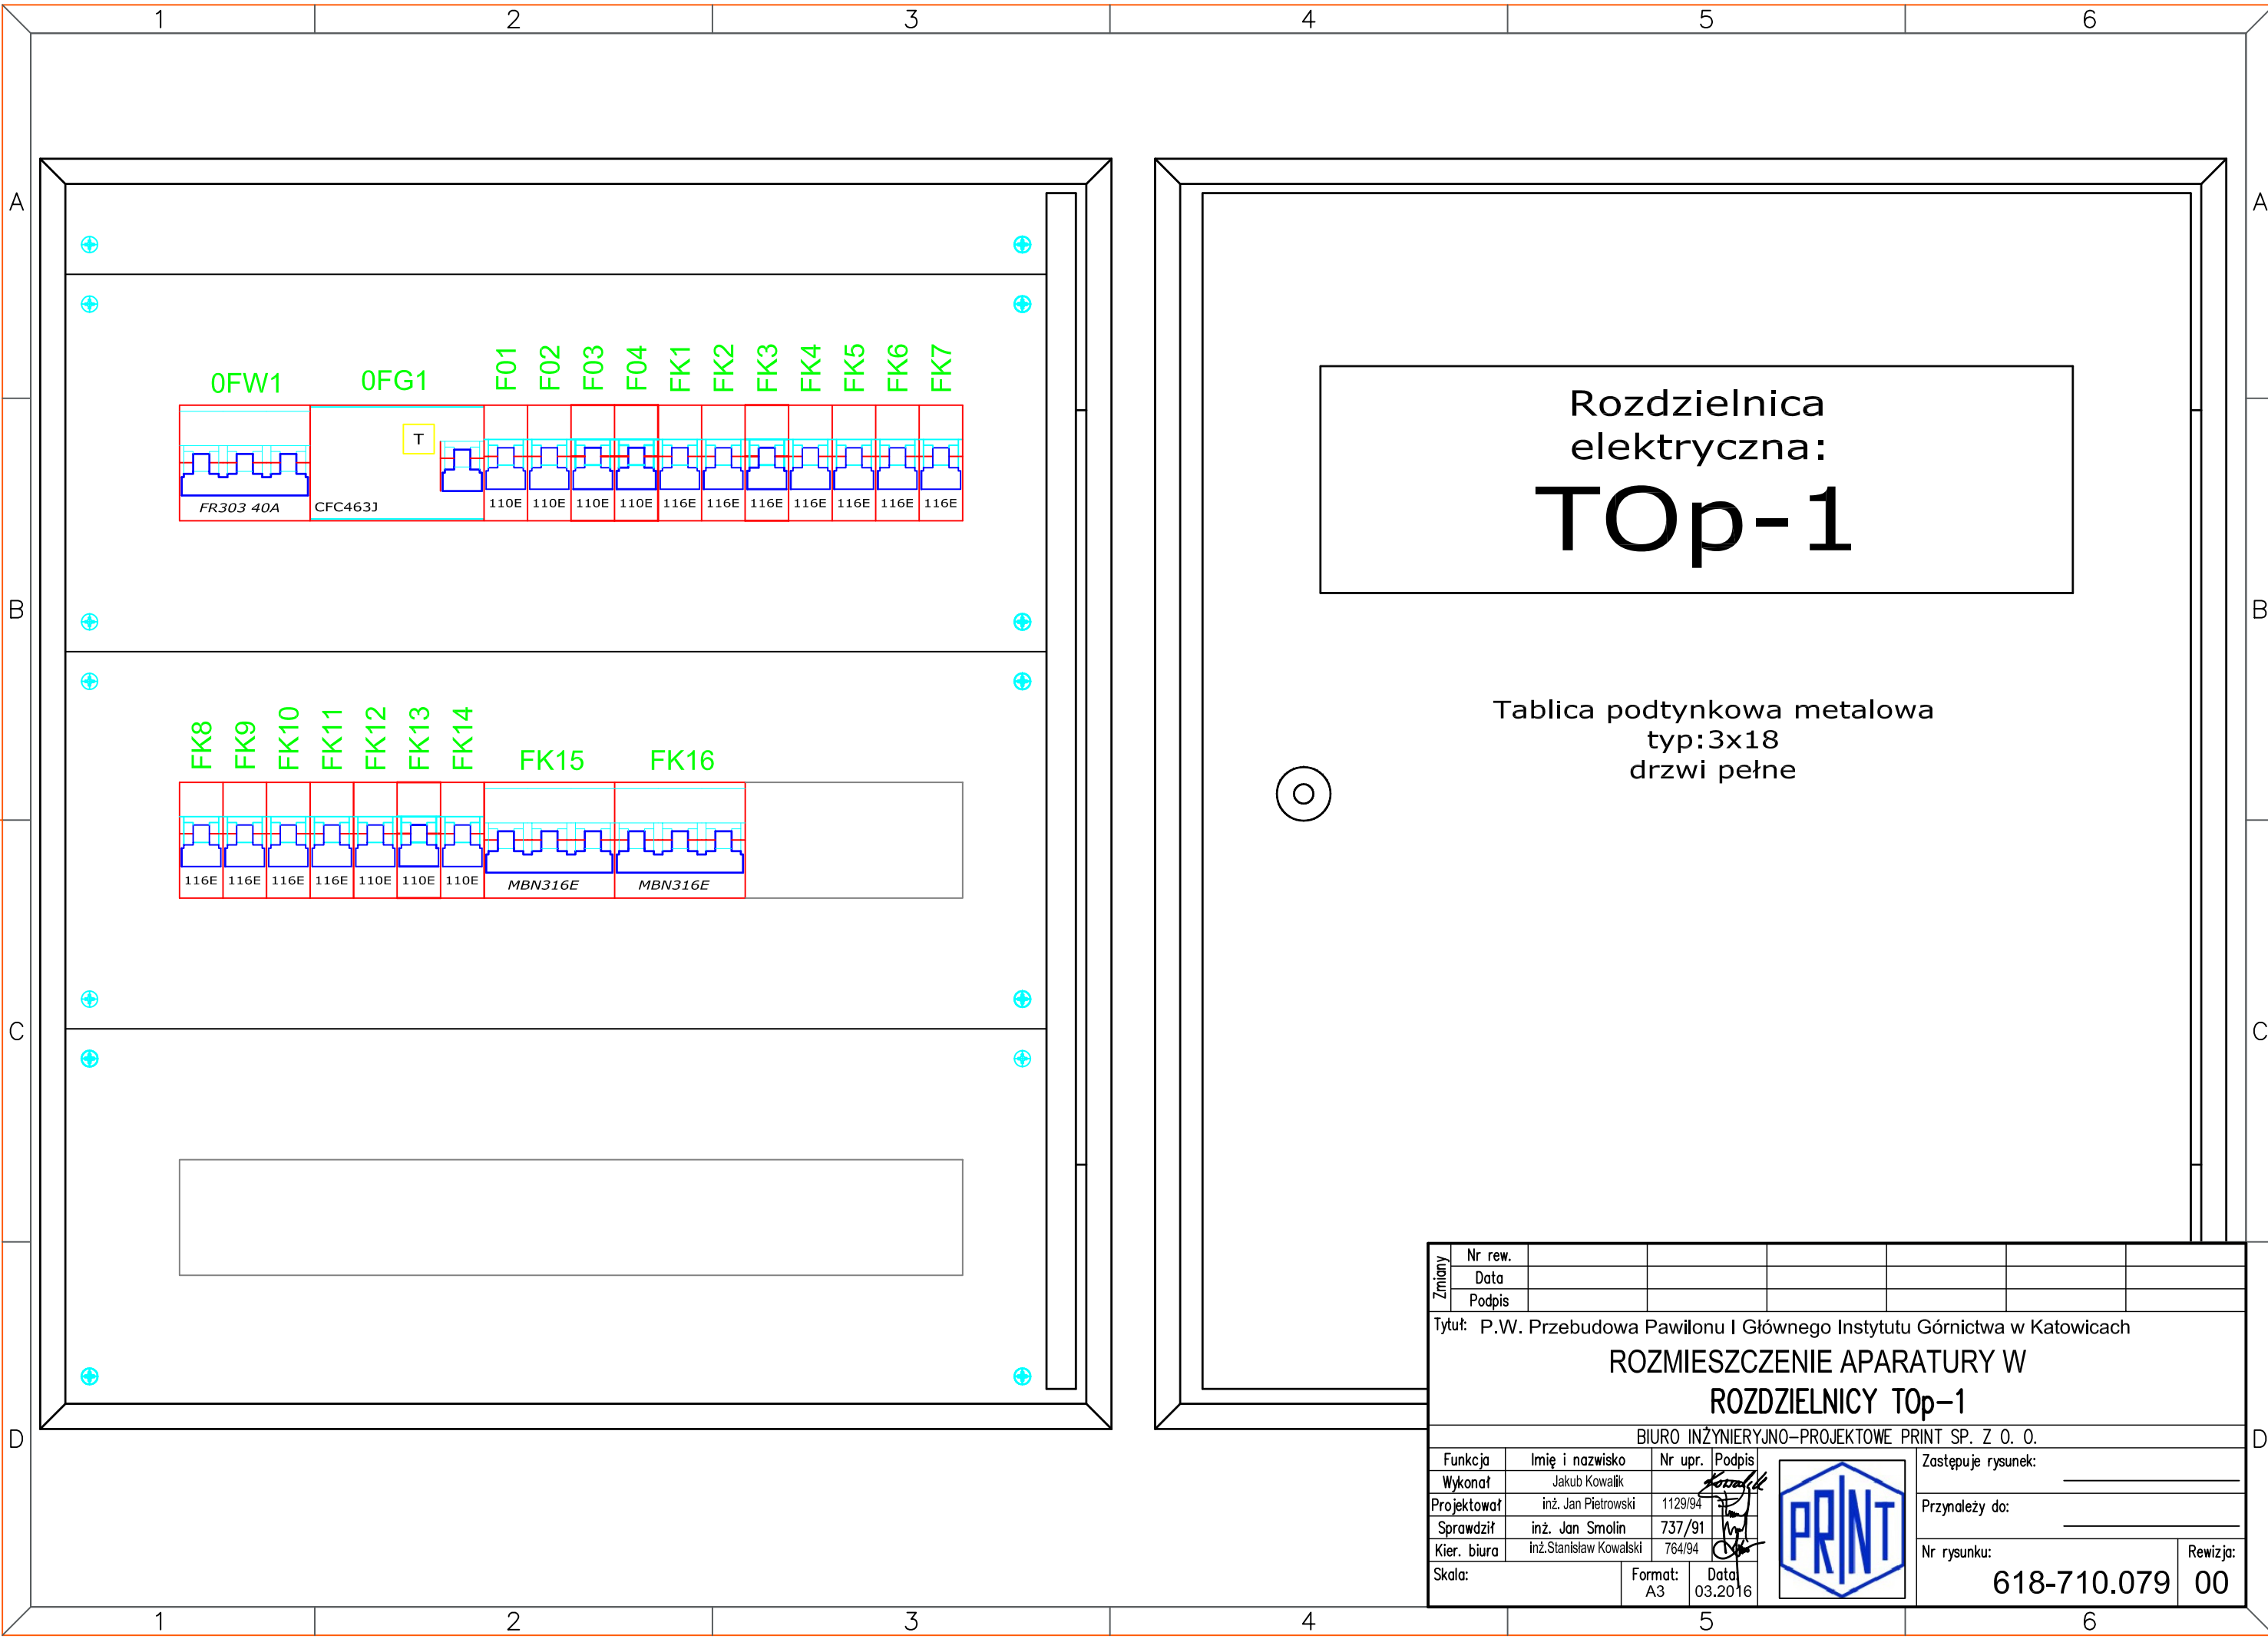 1 2 3 4 5 6
A A
B B
C C
D D
0FW1 0FG1 F01 F02 F03 F04 FK1 FK2 FK3 FK4 FK5 FK6 FK7
T
FR303 40A CFC463J 110E 110E 110E 110E 116E 116E 116E 116E 116E 116E 116E
FK8 FK9 FK10 FK11 FK12 FK13 FK14 FK15 FK16
116E 116E 116E 116E 110E 110E 110E MBN316E MBN316E
Rozdzielnica
elektryczna:
TOp-1
Tablica podtynkowa metalowa
typ:3x18
drzwi pełne
Zmiany
Nr rew.
Data
Podpis
Tytuł: P.W. Przebudowa Pawilonu I Głównego Instytutu Górnictwa w Katowicach
ROZMIESZCZENIE APARATURY W
ROZDZIELNICY TOp-1
BIURO INŻYNIERYJNO-PROJEKTOWE PRINT SP. Z O. O.
Funkcja Imię i nazwisko Nr upr. Podpis
Wykonał Jakub Kowalik
Projektował inż. Jan Pietrowski 1129/94
Sprawdził inż. Jan Smolin 737/91
Kier. biura inż.Stanisław Kowalski 764/94
Skala: Format: A3 Data: 03.2016
PRINT
Zastępuje rysunek:
Przynależy do:
Nr rysunku: 618-710.079
Rewizja: 00
1 2 3 4 5 6